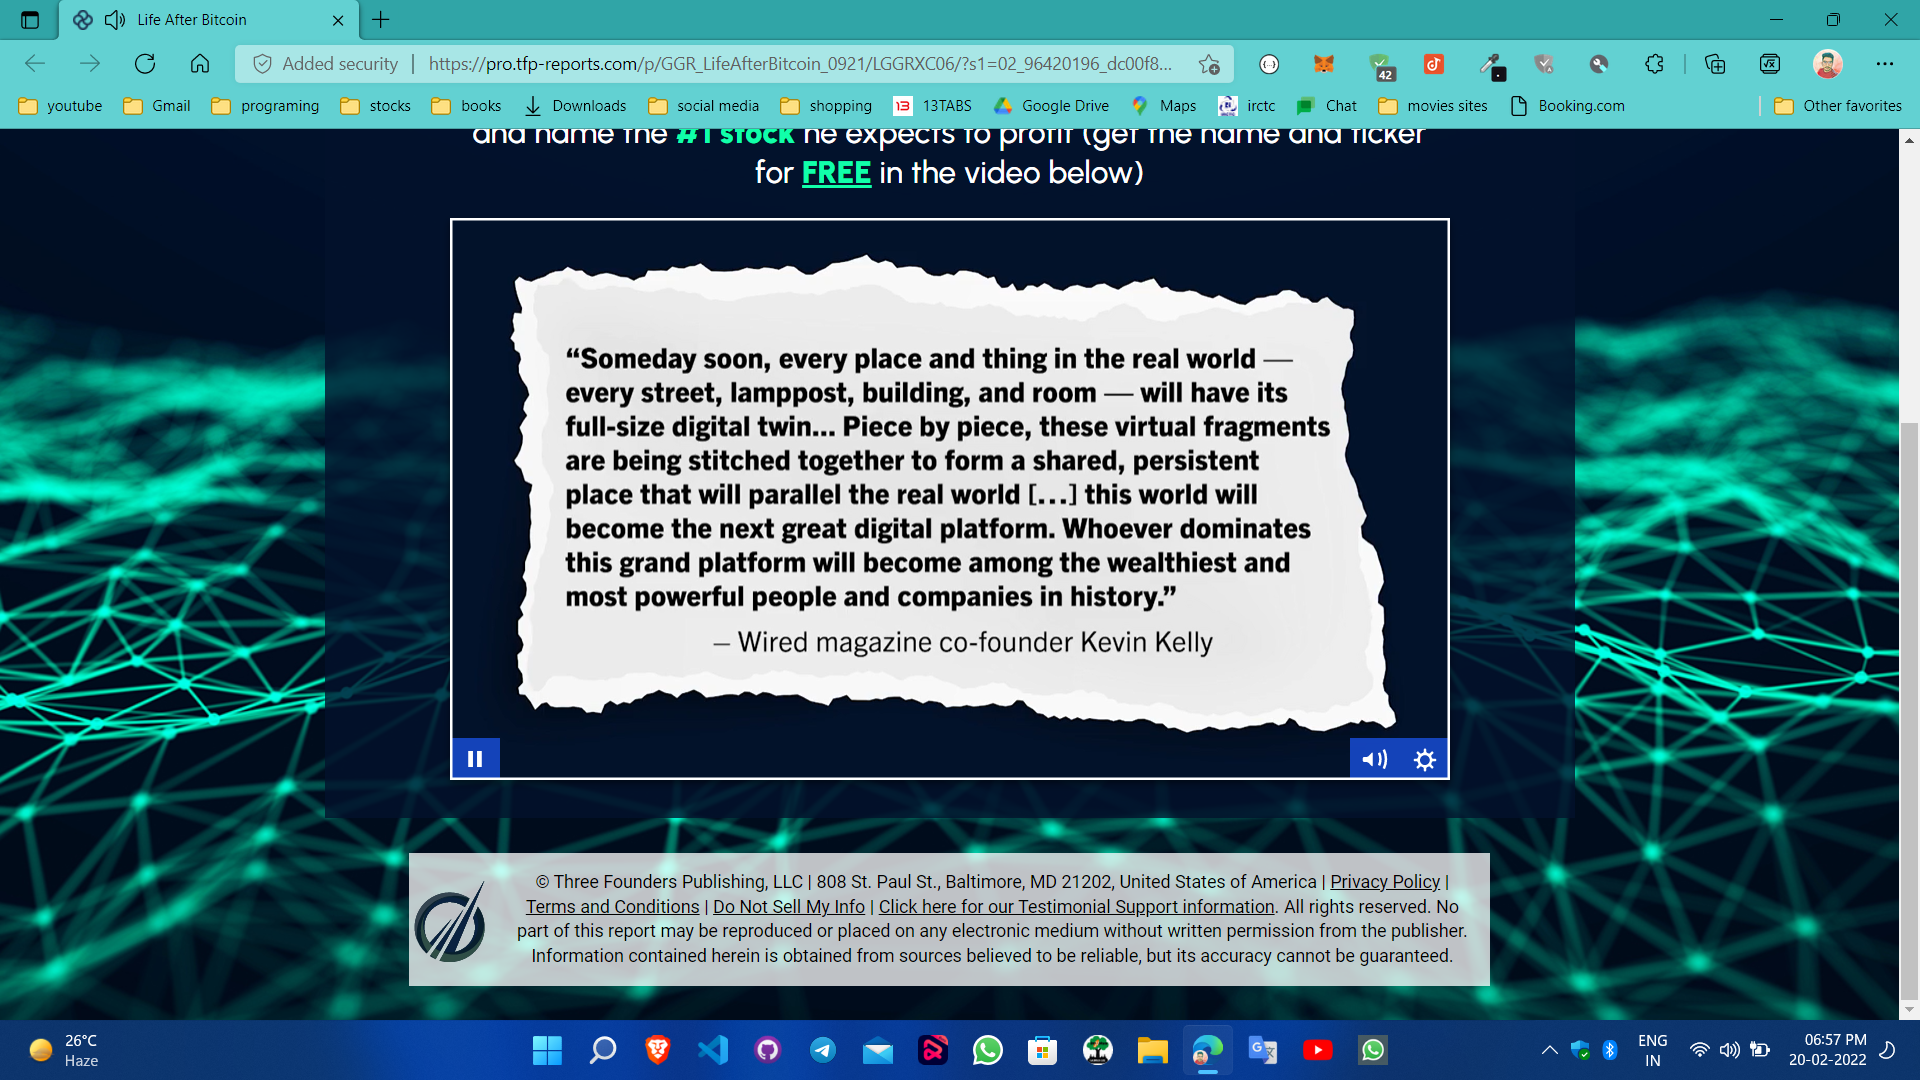 Life After Bitcoin
Added security
https://pro.tfp-reports.com/p/GGR_LifeAfterBitcoin_0921/LGGRXC06/?s1=02_96420196_dc00f8...
42
youtube
Gmail
programing
stocks
books
Downloads
social media
shopping
13
13TABS
Google Drive
Maps
irctc
Chat
movies sites
Booking.com
Other favorites
and name the #1 stock he expects to profit (get the name and ticker
for FREE in the video below)
“Someday soon, every place and thing in the real world —
every street, lamppost, building, and room — will have its
full-size digital twin... Piece by piece, these virtual fragments
are being stitched together to form a shared, persistent
place that will parallel the real world [...] this world will
become the next great digital platform. Whoever dominates
this grand platform will become among the wealthiest and
most powerful people and companies in history.”
– Wired magazine co-founder Kevin Kelly
© Three Founders Publishing, LLC | 808 St. Paul St., Baltimore, MD 21202, United States of America | Privacy Policy |
Terms and Conditions | Do Not Sell My Info | Click here for our Testimonial Support information. All rights reserved. No
part of this report may be reproduced or placed on any electronic medium without written permission from the publisher.
Information contained herein is obtained from sources believed to be reliable, but its accuracy cannot be guaranteed.
26°C
Haze
ENG
IN
06:57 PM
20-02-2022